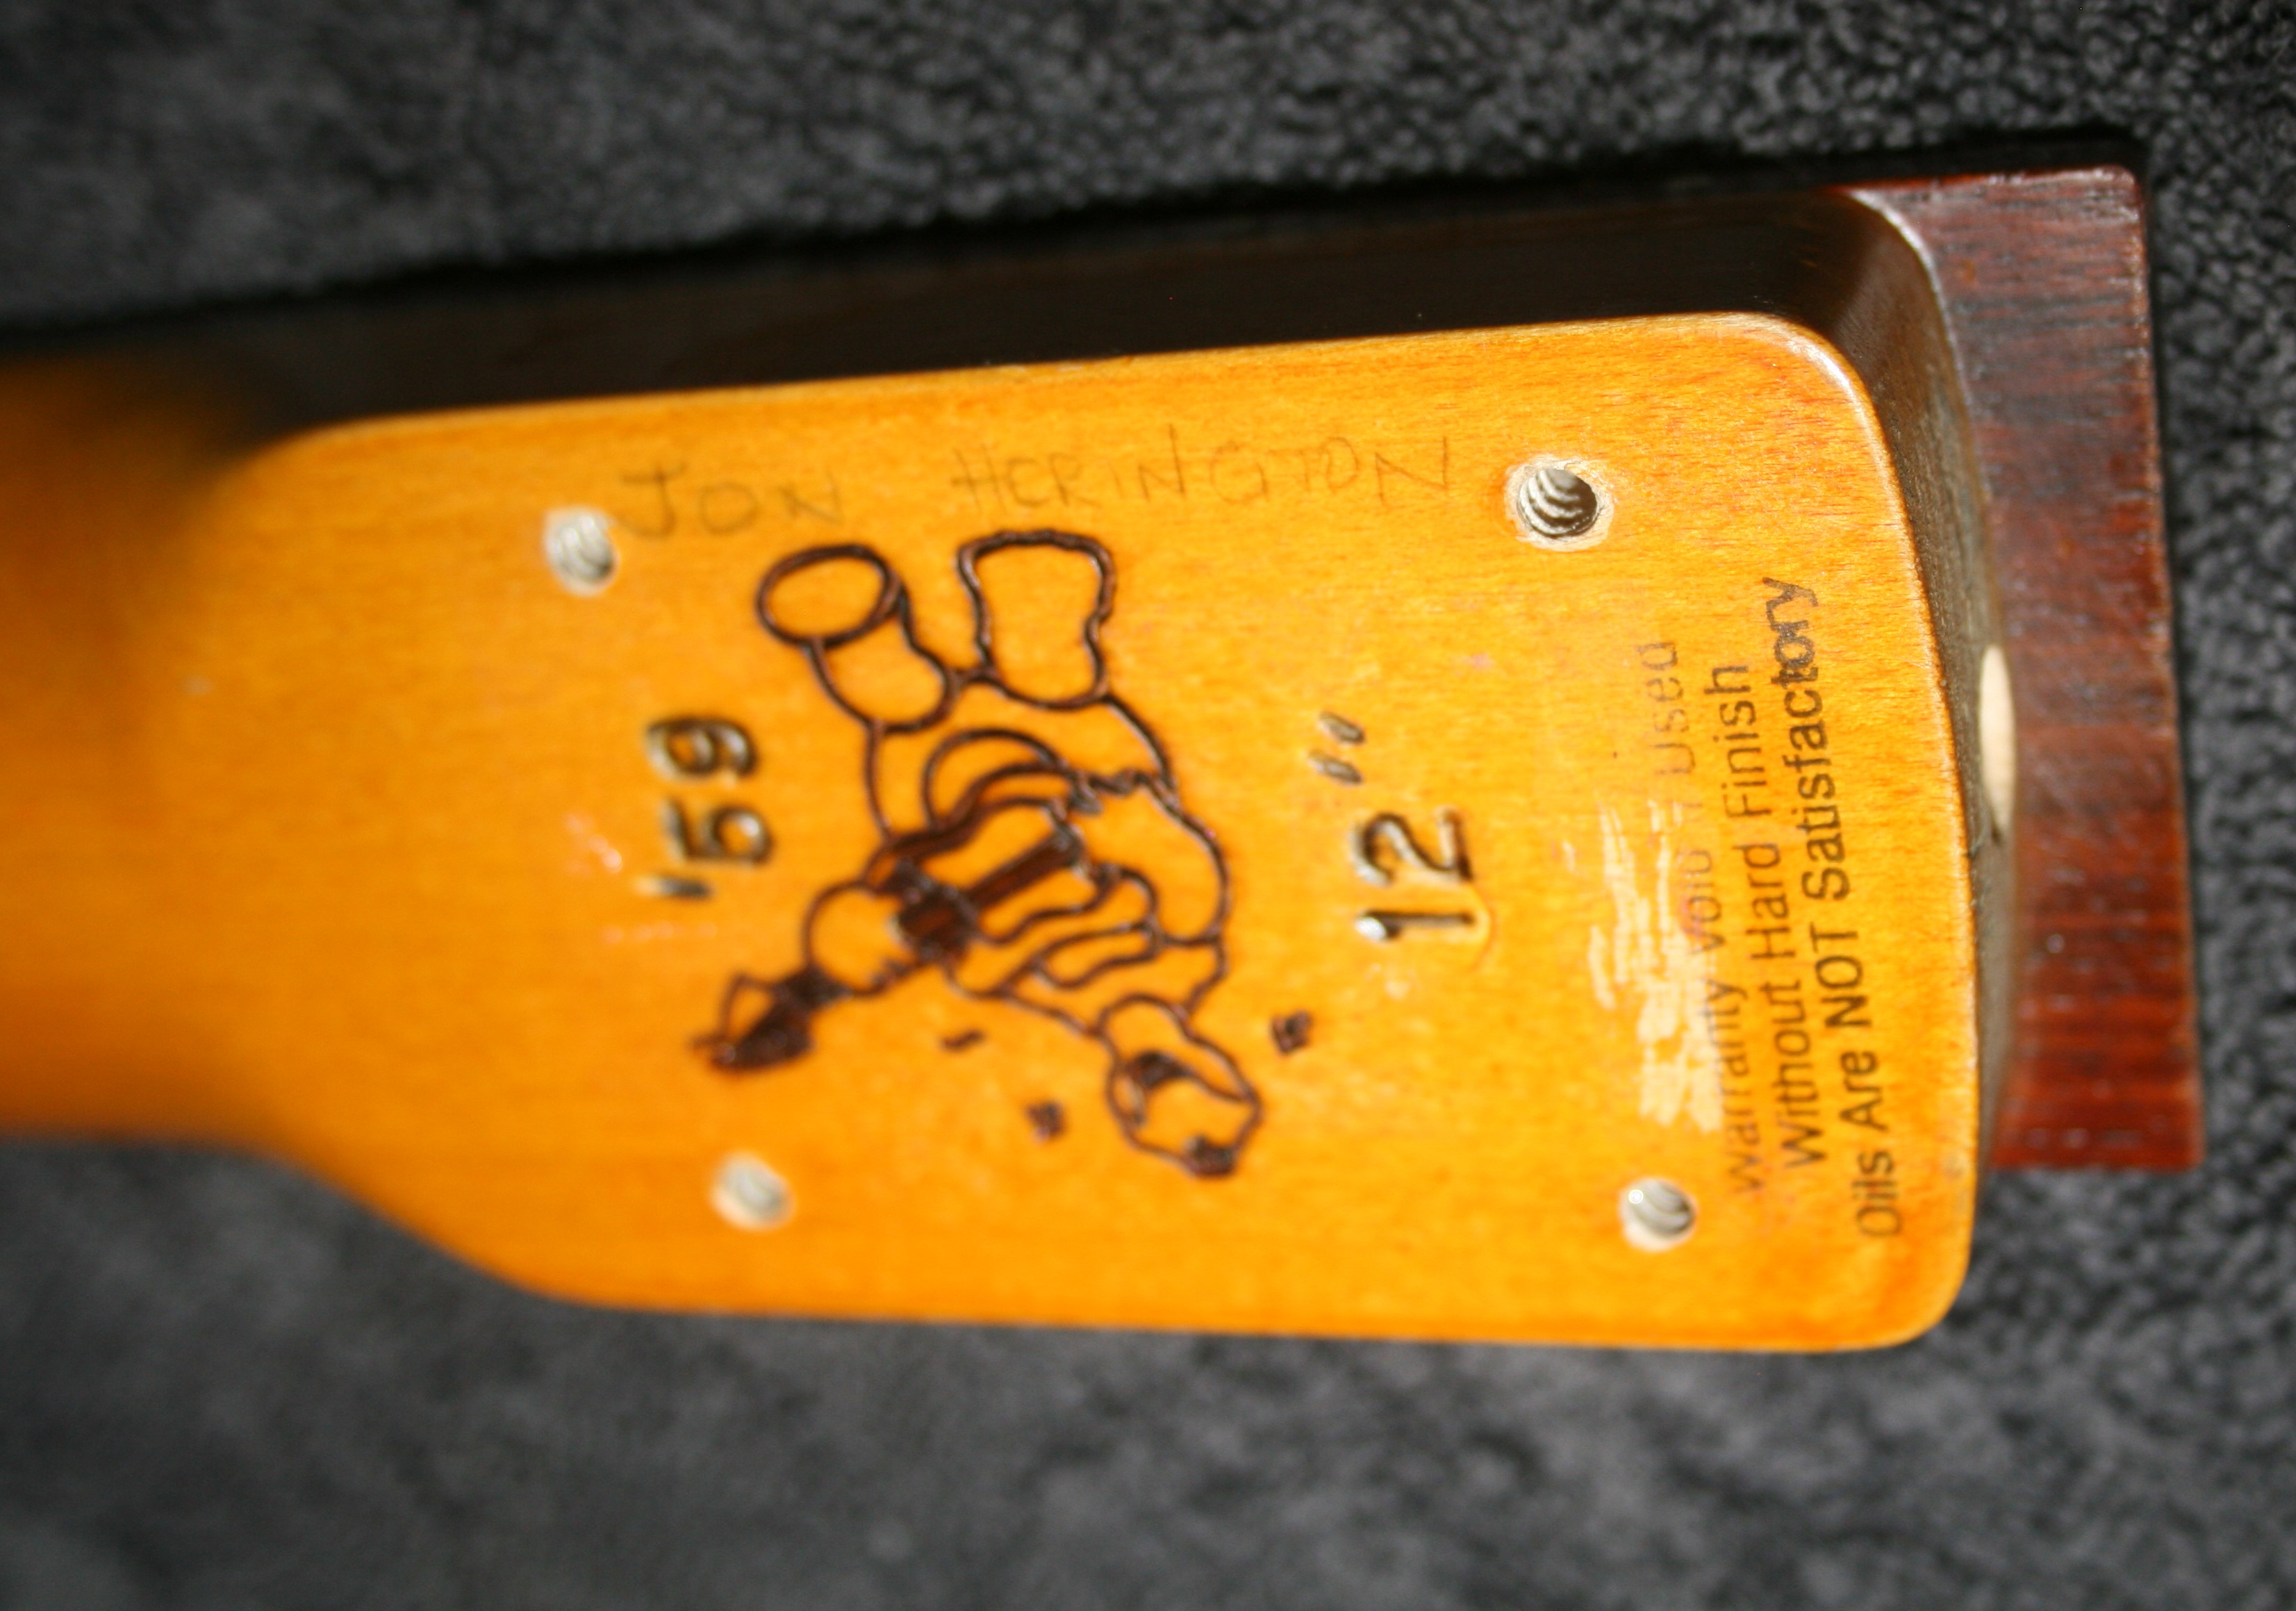 JON HERINGTON
'59
12"
Warranty Void If Used
Without Hard Finish
Oils Are NOT Satisfactory